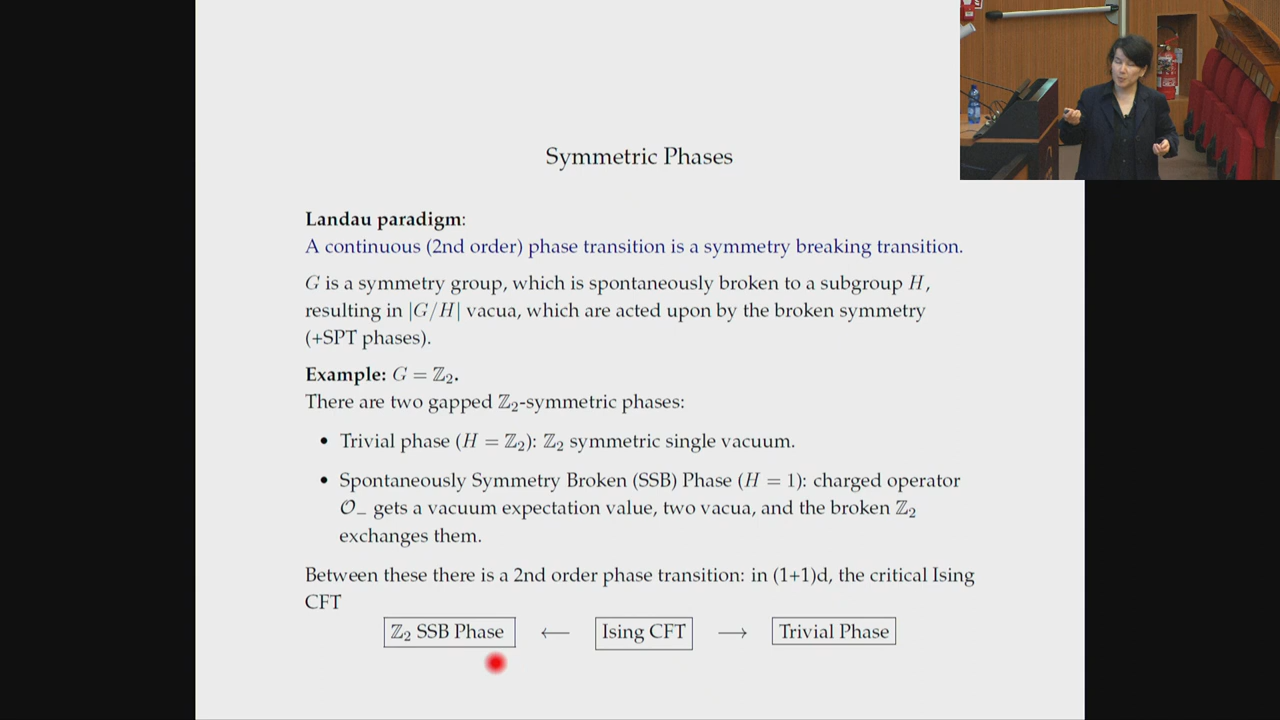 Symmetric Phases
Landau paradigm:
A continuous (2nd order) phase transition is a symmetry breaking transition.
G is a symmetry group, which is spontaneously broken to a subgroup H,
resulting in |G/H| vacua, which are acted upon by the broken symmetry
(+SPT phases).
Example: G = ℤ₂.
There are two gapped ℤ₂-symmetric phases:
• Trivial phase (H = ℤ₂): ℤ₂ symmetric single vacuum.
• Spontaneously Symmetry Broken (SSB) Phase (H = 1): charged operator
𝒪₋ gets a vacuum expectation value, two vacua, and the broken ℤ₂
exchanges them.
Between these there is a 2nd order phase transition: in (1+1)d, the critical Ising
CFT
ℤ₂ SSB Phase ⟵ Ising CFT ⟶ Trivial Phase